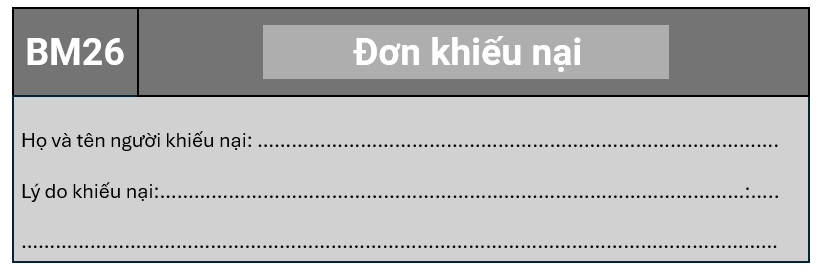 BM26
Đơn khiếu nại
Họ và tên người khiếu nại: ............................................................................................
Lý do khiếu nại:........................................................................................................:.....
.......................................................................................................................................